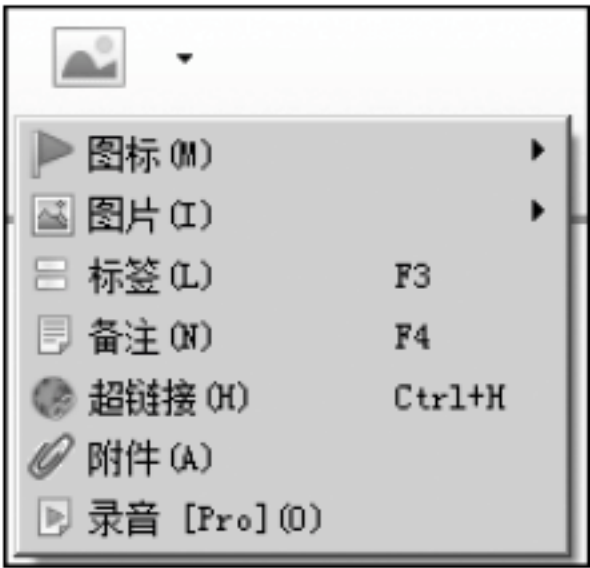 图标(M)
图片(I)
标签(L) F3
备注(N) F4
超链接(H) Ctrl+H
附件(A)
录音 [Pro](O)